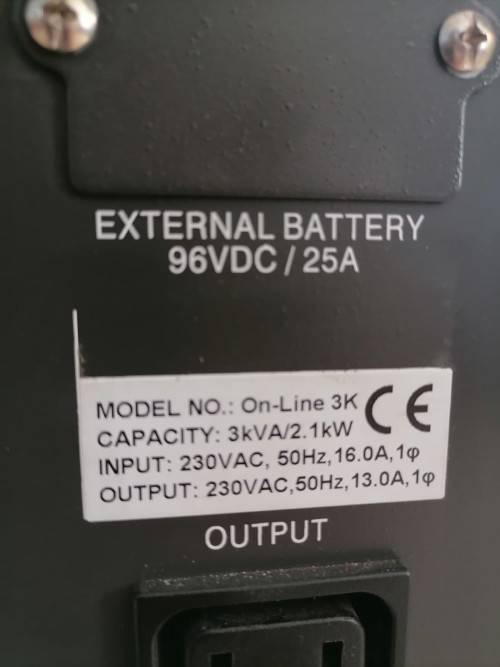 EXTERNAL BATTERY
96VDC / 25A
MODEL NO.: On-Line 3K CE
CAPACITY: 3kVA/2.1kW
INPUT: 230VAC, 50Hz,16.0A,1φ
OUTPUT: 230VAC,50Hz,13.0A,1φ
OUTPUT